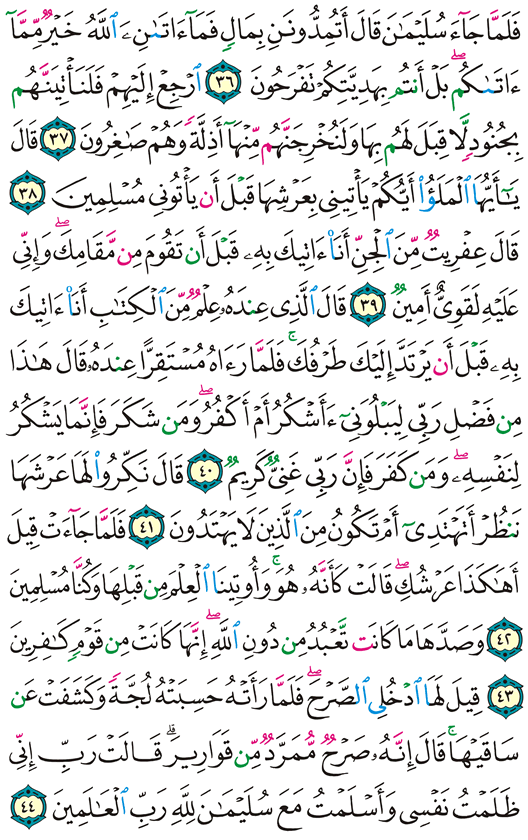 فَلَمَّا جَآءَ سُلَيْمَـٰنَ قَالَ أَتُمِدُّونَنِ بِمَالٍ فَمَآ ءَاتَىٰنِۦَ ٱللَّهُ خَيْرٌ مِّمَّآ
ءَاتَىٰكُمۖ بَلْ أَنتُم بِهَدِيَّتِكُمْ تَفْرَحُونَ ٣٦ ٱرْجِعْ إِلَيْهِمْ فَلَنَأْتِيَنَّهُم
بِجُنُودٍ لَّا قِبَلَ لَهُم بِهَا وَلَنُخْرِجَنَّهُم مِّنْهَآ أَذِلَّةً وَهُمْ صَـٰغِرُونَ ٣٧ قَالَ
يَـٰٓأَيُّهَا ٱلْمَلَؤُا۟ أَيُّكُمْ يَأْتِينِى بِعَرْشِهَا قَبْلَ أَن يَأْتُونِى مُسْلِمِينَ ٣٨
قَالَ عِفْرِيتٌ مِّنَ ٱلْجِنِّ أَنَا۠ ءَاتِيكَ بِهِۦ قَبْلَ أَن تَقُومَ مِن مَّقَامِكَۖ وَإِنِّى
عَلَيْهِ لَقَوِىٌّ أَمِينٌ ٣٩ قَالَ ٱلَّذِى عِندَهُۥ عِلْمٌ مِّنَ ٱلْكِتَـٰبِ أَنَا۠ ءَاتِيكَ
بِهِۦ قَبْلَ أَن يَرْتَدَّ إِلَيْكَ طَرْفُكَۚ فَلَمَّا رَءَاهُ مُسْتَقِرًّا عِندَهُۥ قَالَ هَـٰذَا
مِن فَضْلِ رَبِّى لِيَبْلُوَنِىٓ ءَأَشْكُرُ أَمْ أَكْفُرُۖ وَمَن شَكَرَ فَإِنَّمَا يَشْكُرُ
لِنَفْسِهِۦۖ وَمَن كَفَرَ فَإِنَّ رَبِّى غَنِىٌّ كَرِيمٌ ٤٠ قَالَ نَكِّرُوا۟ لَهَا عَرْشَهَا
نَنظُرْ أَتَهْتَدِىٓ أَمْ تَكُونُ مِنَ ٱلَّذِينَ لَا يَهْتَدُونَ ٤١ فَلَمَّا جَآءَتْ قِيلَ
أَهَـٰكَذَا عَرْشُكِۖ قَالَتْ كَأَنَّهُۥ هُوَۚ وَأُوتِينَا ٱلْعِلْمَ مِن قَبْلِهَا وَكُنَّا مُسْلِمِينَ
٤٢ وَصَدَّهَا مَا كَانَت تَّعْبُدُ مِن دُونِ ٱللَّهِۖ إِنَّهَا كَانَتْ مِن قَوْمٍ كَـٰفِرِينَ
٤٣ قِيلَ لَهَا ٱدْخُلِى ٱلصَّرْحَۖ فَلَمَّا رَأَتْهُ حَسِبَتْهُ لُجَّةً وَكَشَفَتْ عَن
سَاقَيْهَاۚ قَالَ إِنَّهُۥ صَرْحٌ مُّمَرَّدٌ مِّن قَوَارِيرَۗ قَالَتْ رَبِّ إِنِّى
ظَلَمْتُ نَفْسِى وَأَسْلَمْتُ مَعَ سُلَيْمَـٰنَ لِلَّهِ رَبِّ ٱلْعَـٰلَمِينَ ٤٤